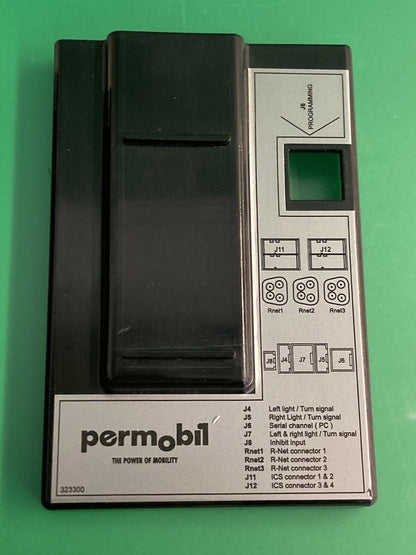 J6
PROGRAMMING
J11 J12
Rnet1 Rnet2 Rnet3
J8 J4 J7 J5 J6
permobil
THE POWER OF MOBILITY
323300
J4 Left light / Turn signal
J5 Right Light / Turn signal
J6 Serial channel ( PC )
J7 Left & right light / Turn signal
J8 Inhibit input
Rnet1 R-Net connector 1
Rnet2 R-Net connector 2
Rnet3 R-Net connector 3
J11 ICS connector 1 & 2
J12 ICS connector 3 & 4